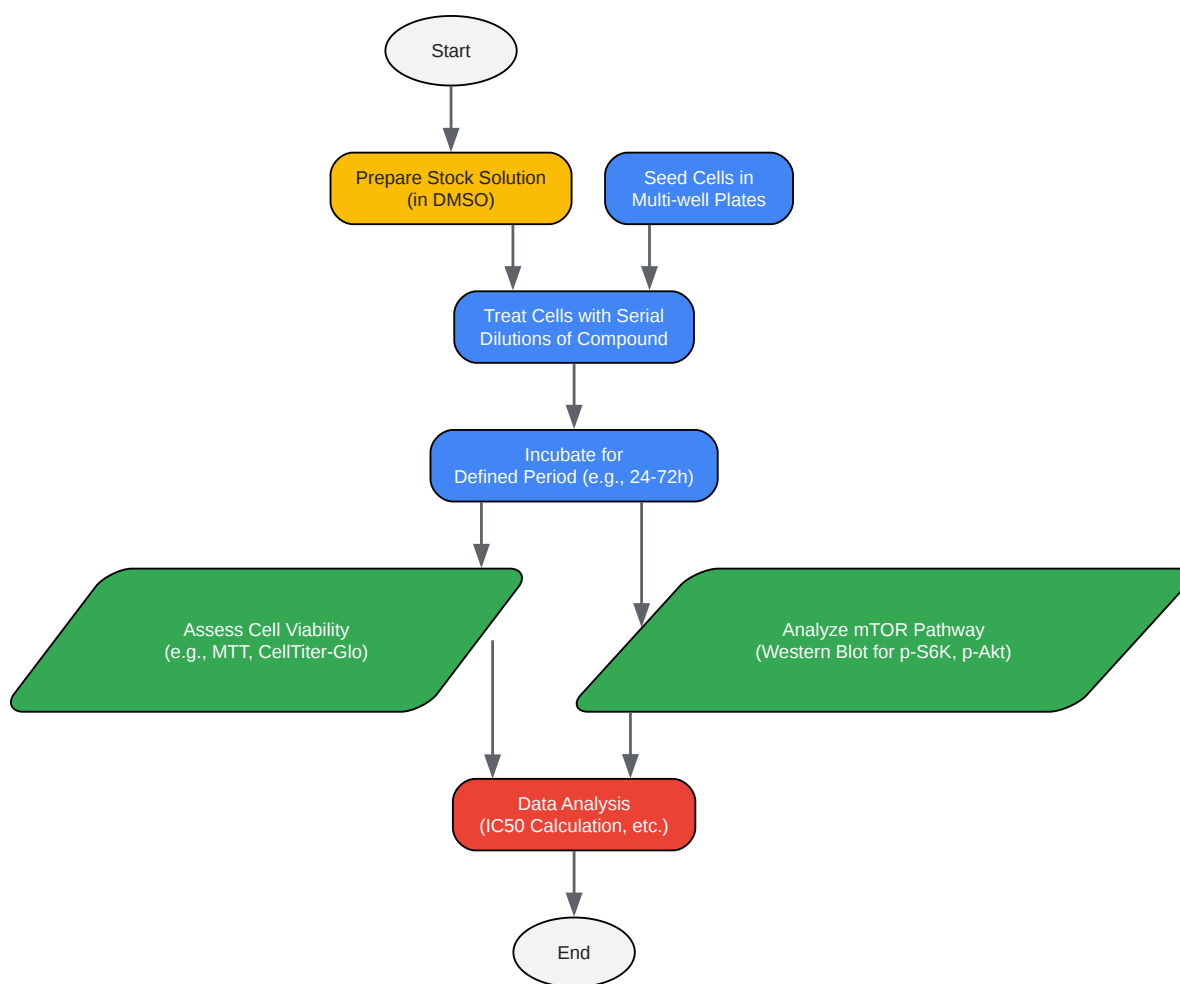 Start
Prepare Stock Solution
(in DMSO)
Seed Cells in
Multi-well Plates
Treat Cells with Serial
Dilutions of Compound
Incubate for
Defined Period (e.g., 24-72h)
Assess Cell Viability
(e.g., MTT, CellTiter-Glo)
Analyze mTOR Pathway
(Western Blot for p-S6K, p-Akt)
Data Analysis
(IC50 Calculation, etc.)
End